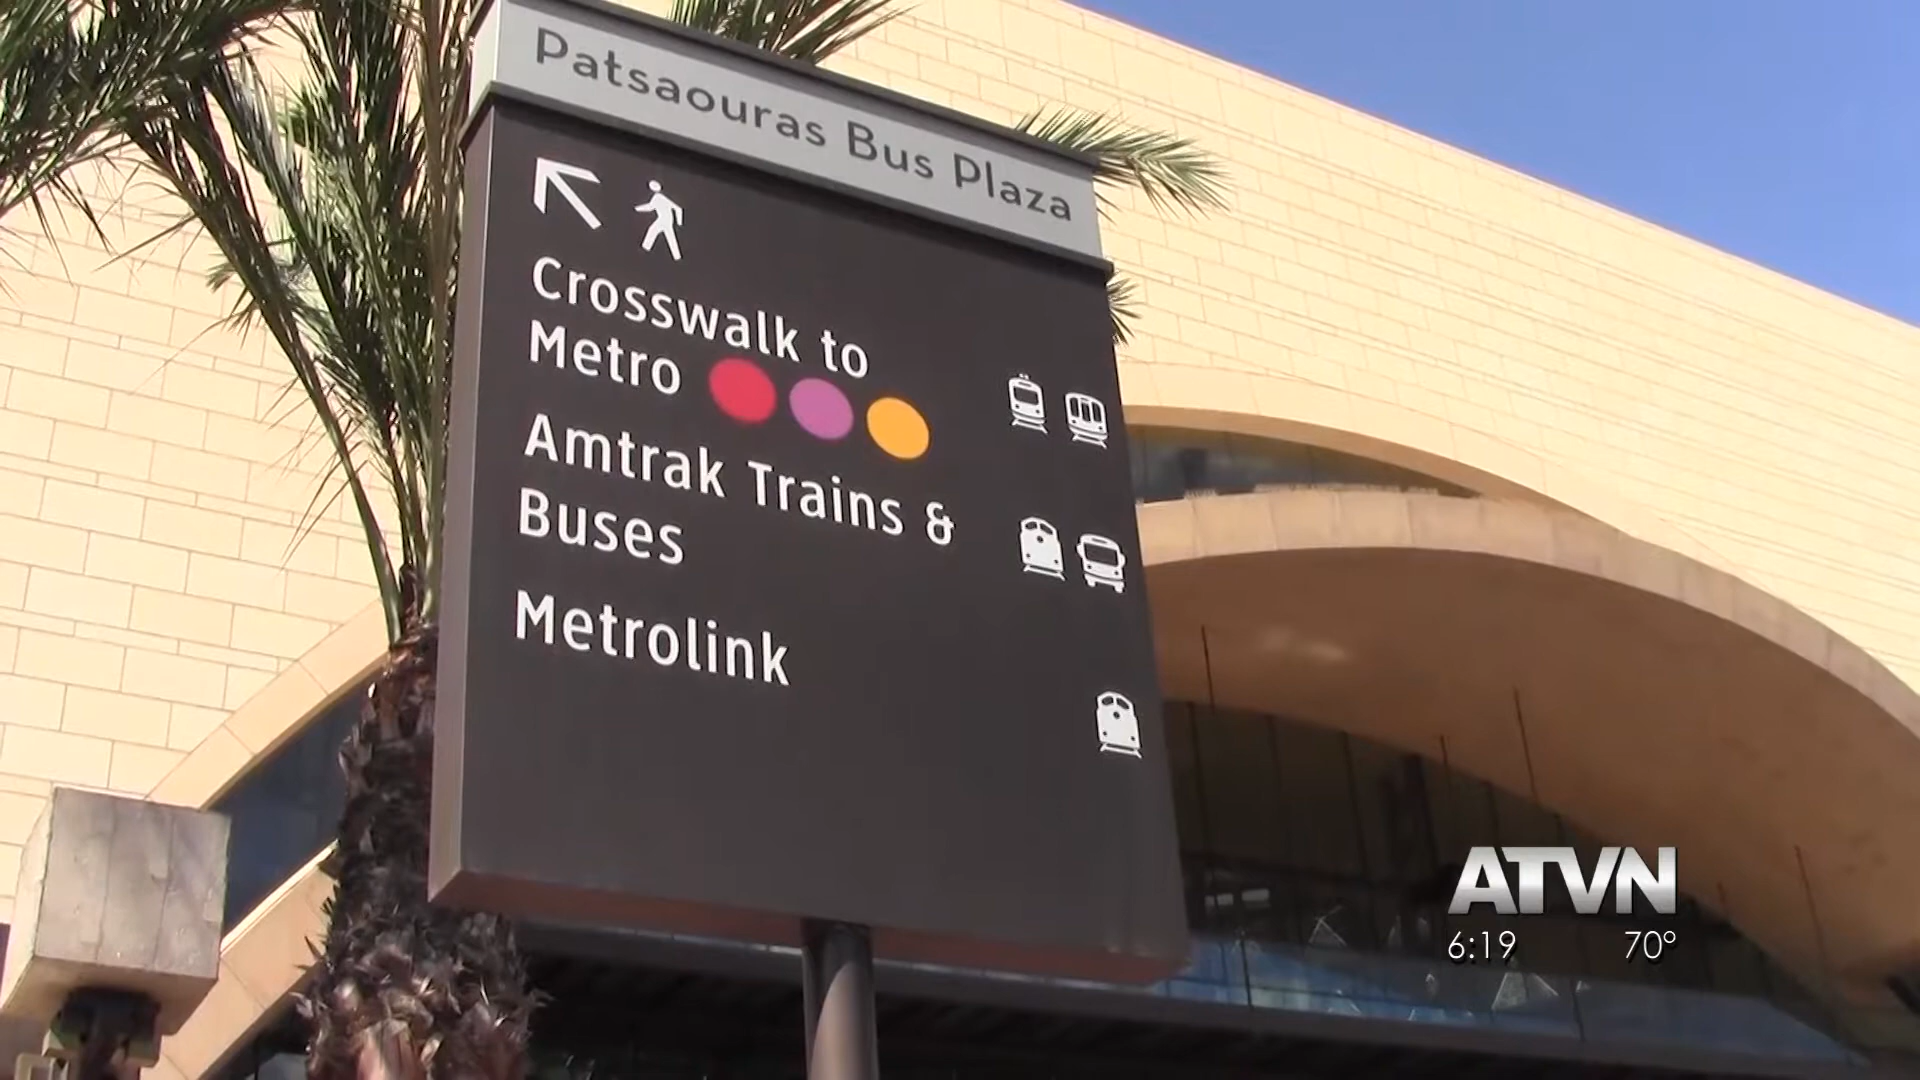 Patsaouras Bus Plaza
Crosswalk to
Metro
Amtrak Trains &
Buses
Metrolink
ATVN
6:19 70°